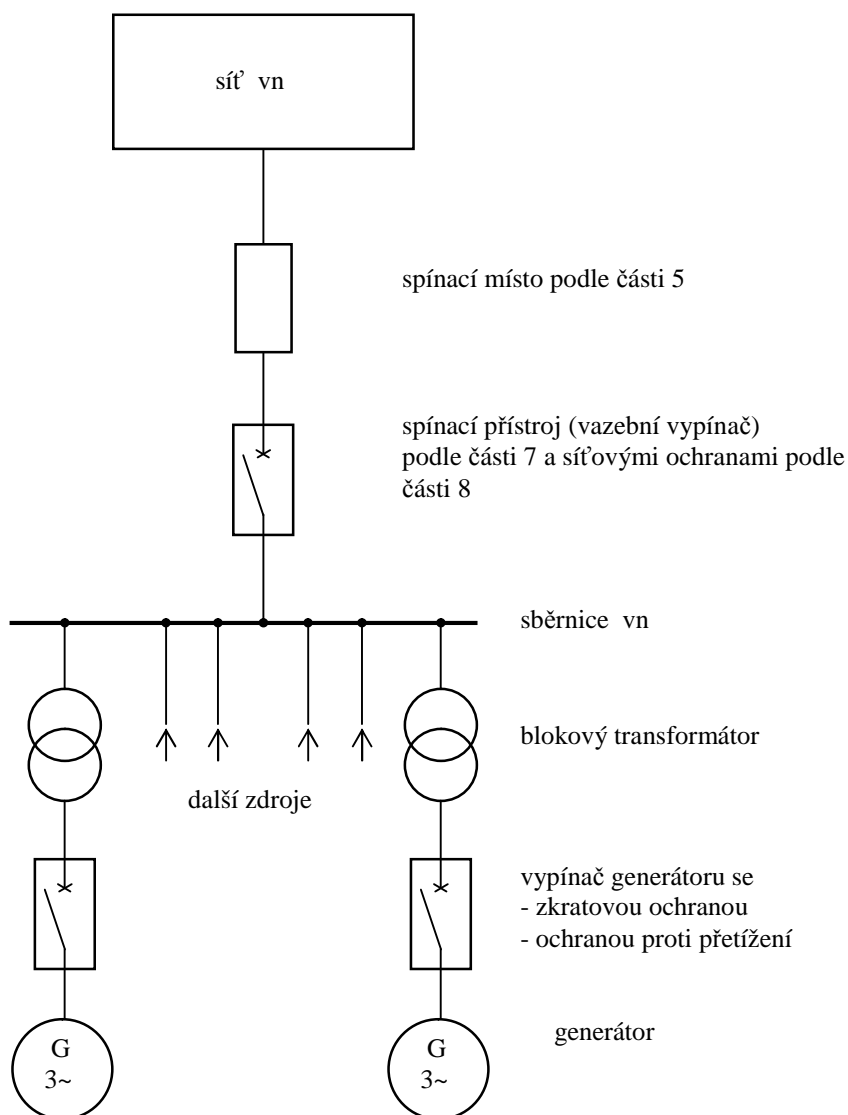 síť vn
spínací místo podle části 5
spínací přístroj (vazební vypínač)
podle části 7 a síťovými ochranami podle
části 8
sběrnice vn
blokový transformátor
další zdroje
vypínač generátoru se
- zkratovou ochranou
- ochranou proti přetížení
generátor
G
3~
G
3~